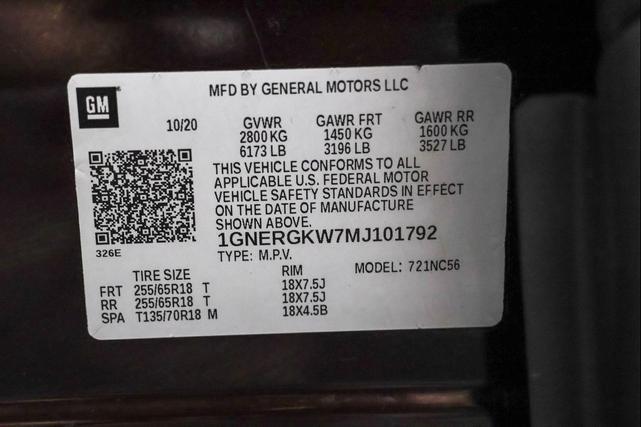 MFD BY GENERAL MOTORS LLC
GM
10/20 GVWR GAWR FRT GAWR RR
2800 KG 1450 KG 1600 KG
6173 LB 3196 LB 3527 LB
THIS VEHICLE CONFORMS TO ALL
APPLICABLE U.S. FEDERAL MOTOR
VEHICLE SAFETY STANDARDS IN EFFECT
ON THE DATE OF MANUFACTURE
SHOWN ABOVE.
1GNERGKW7MJ101792
326E
TYPE: M.P.V. MODEL: 721NC56
TIRE SIZE RIM
FRT 255/65R18 T 18X7.5J
RR 255/65R18 T 18X7.5J
SPA T135/70R18 M 18X4.5B